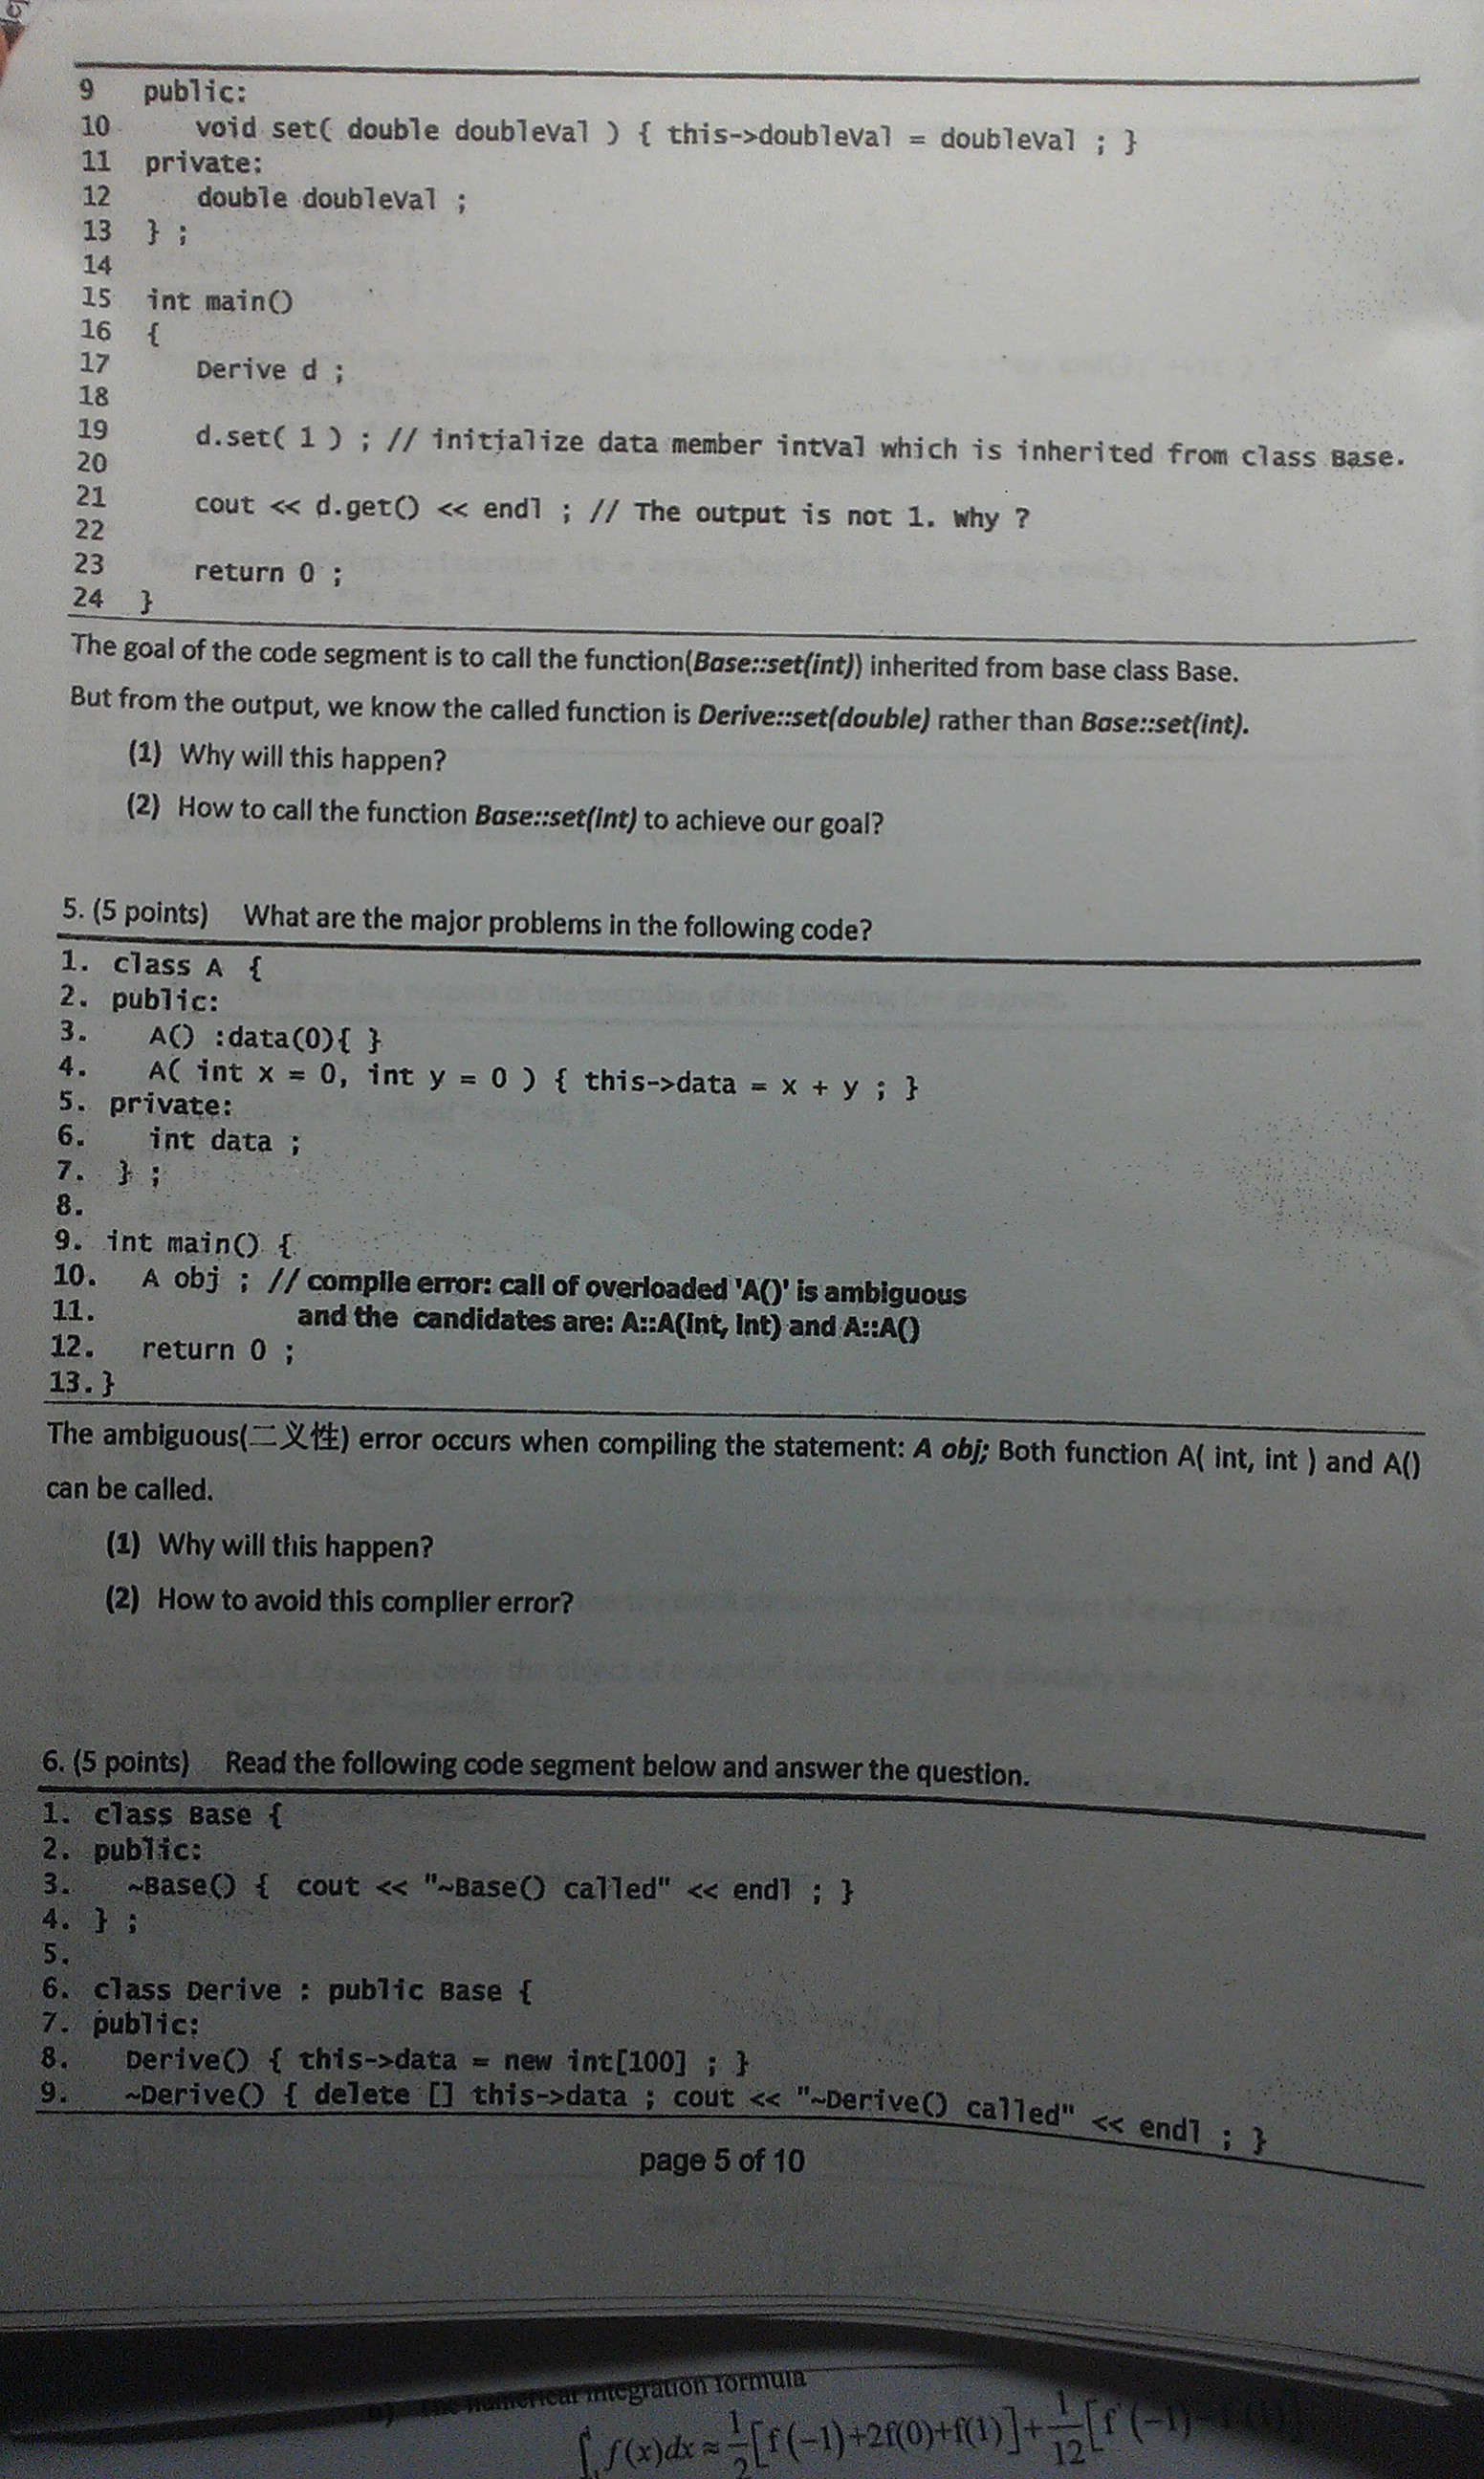 9 public:
10 void set( double doubleVal ) { this->doubleVal = doubleVal ; }
11 private:
12 double doubleVal ;
13 } ;
14
15 int main()
16 {
17 Derive d ;
18
19 d.set( 1 ) ; // initialize data member intVal which is inherited from class Base.
20
21 cout << d.get() << endl ; // The output is not 1. Why ?
22
23 return 0 ;
24 }
The goal of the code segment is to call the function(Base::set(int)) inherited from base class Base.
But from the output, we know the called function is Derive::set(double) rather than Base::set(int).
(1) Why will this happen?
(2) How to call the function Base::set(int) to achieve our goal?
5. (5 points) What are the major problems in the following code?
1. class A {
2. public:
3. A() :data(0){ }
4. A( int x = 0, int y = 0 ) { this->data = x + y ; }
5. private:
6. int data ;
7. } ;
8.
9. int main() {
10. A obj ; // compile error: call of overloaded 'A()' is ambiguous
11. and the candidates are: A::A(int, int) and A::A()
12. return 0 ;
13. }
The ambiguous(二义性) error occurs when compiling the statement: A obj; Both function A( int, int ) and A()
can be called.
(1) Why will this happen?
(2) How to avoid this complier error?
6. (5 points) Read the following code segment below and answer the question.
1. class Base {
2. public:
3. ~Base() { cout << "~Base() called" << endl ; }
4. } ;
5.
6. class Derive : public Base {
7. public:
8. Derive() { this->data = new int[100] ; }
9. ~Derive() { delete [] this->data ; cout << "~Derive() called" << endl ; }
page 5 of 10
numerical integration formula
f(x)dx ≈ 1/2[f(-1)+2f(0)+f(1)]+1/12[f'(-1)-